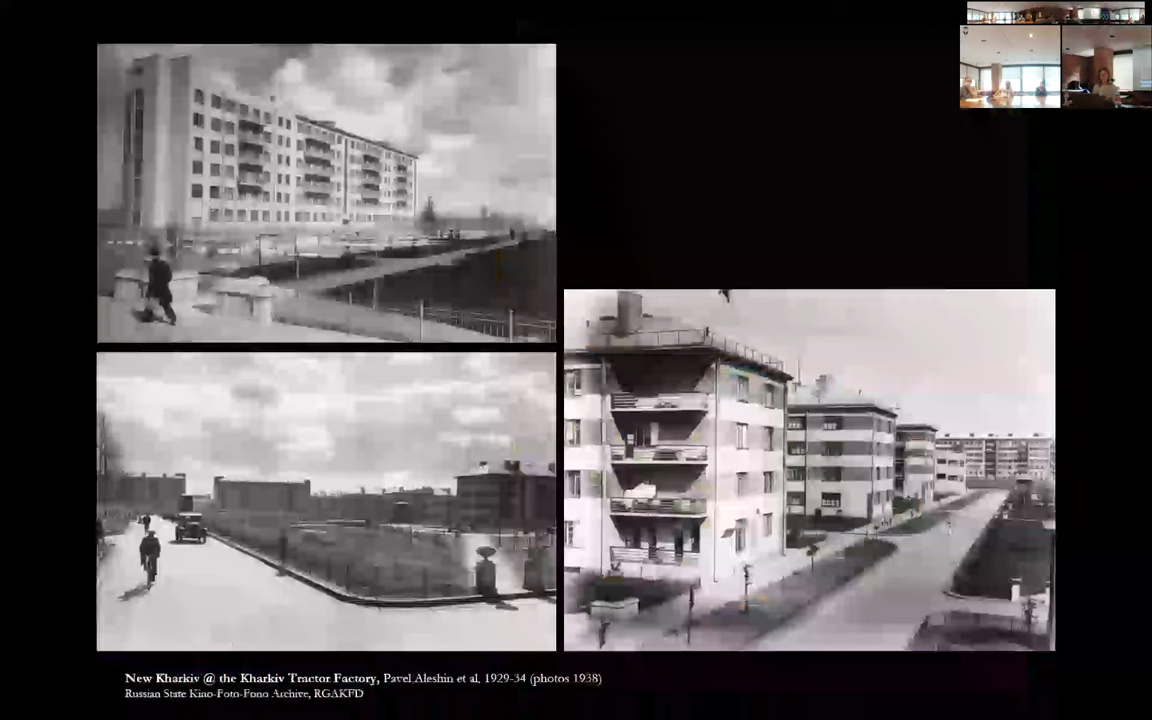 New Kharkiv @ the Kharkiv Tractor Factory, Pavel Aleshin et al, 1929-34 (photos 1938)
Russian State Kino-Foto-Fono Archive, RGAKFD